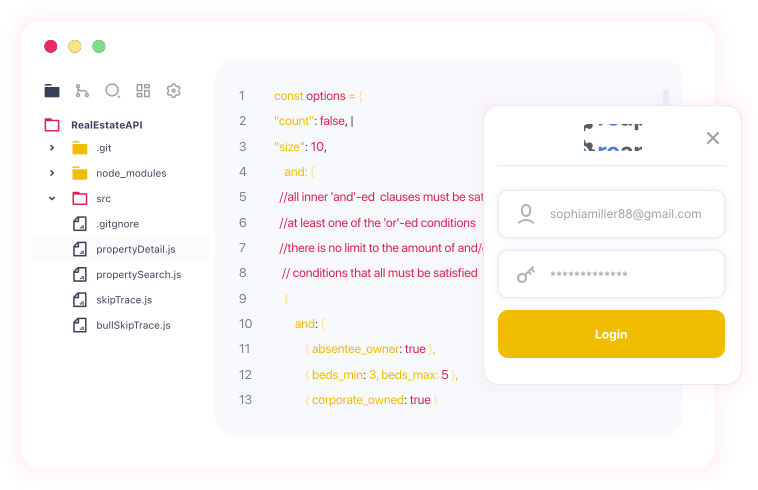 RealEstateAPI
.git
node_modules
src
.gitgnore
propertyDetail.js
propertySearch.js
skipTrace.js
bullSkipTrace.js
1 const options = {
2 "count": false, |
3 "size": 10,
4 and: [
5 //all inner 'and'-ed clauses must be sat
6 //at least one of the 'or'-ed conditions
7 //there is no limit to the amount of and/
8 // conditions that all must be satisfied
9 {
10 and: [
11 { absentee_owner: true },
12 { beds_min: 3, beds_max: 5 },
13 { corporate_owned: true }
sophiamiller88@gmail.com
*************
Login